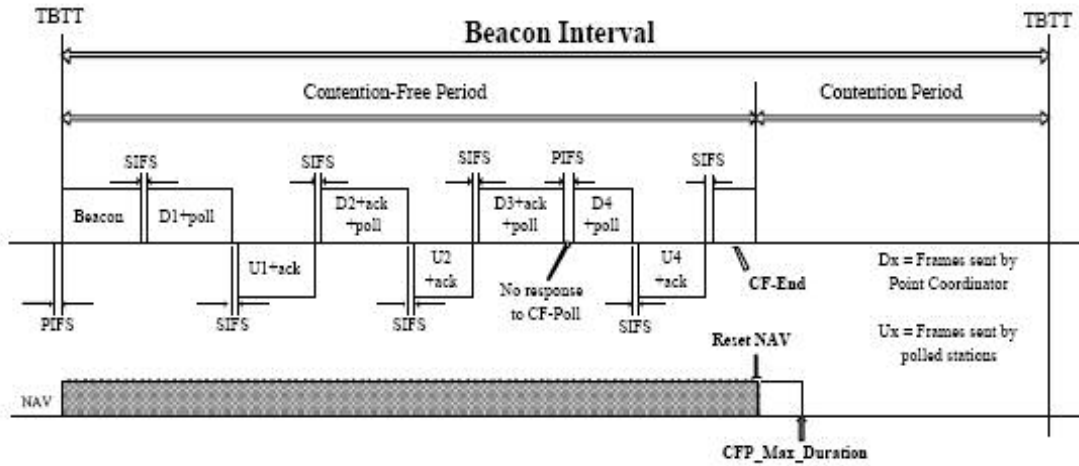 TBTT
TBTT
Beacon Interval
Contention-Free Period
Contention Period
SIFS
SIFS
SIFS
PIFS
SIFS
Beacon
D1+poll
D2+ack
+poll
D3+ack
+poll
D4
+poll
U1+ack
U2
+ack
U4
+ack
No response
to CF-Poll
CF-End
Dx = Frames sent by
Point Coordinator
PIFS
SIFS
SIFS
SIFS
Reset NAV
Ux = Frames sent by
polled stations
NAV
CFP_Max_Duration